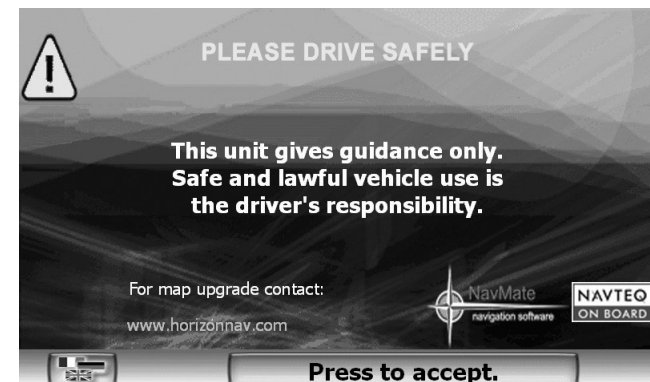 PLEASE DRIVE SAFELY
This unit gives guidance only.
Safe and lawful vehicle use is
the driver's responsibility.
For map upgrade contact:
www.horizonnav.com
NavMate
navigation software
NAVTEQ
ON BOARD
Press to accept.